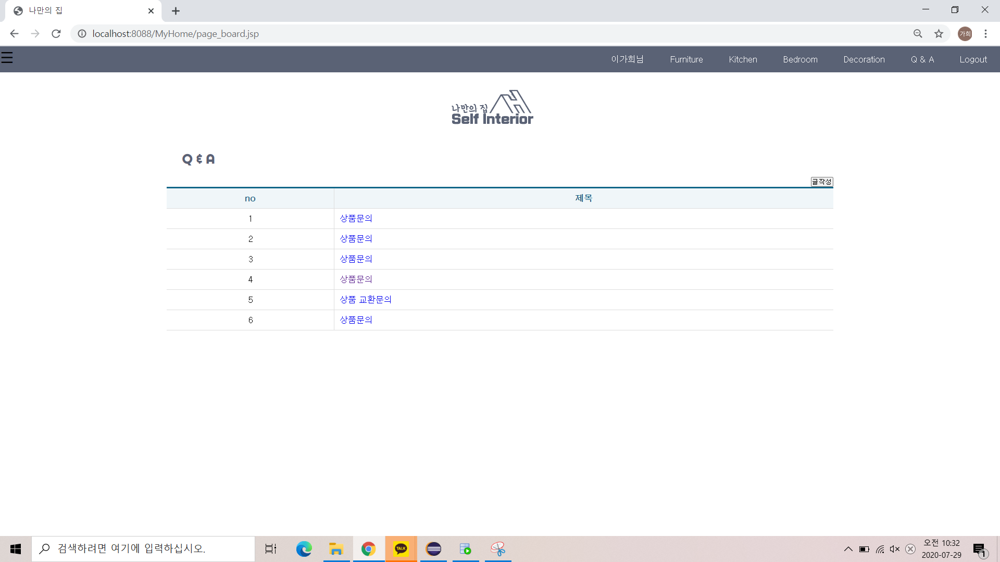 나만의 집
localhost:8088/MyHome/page_board.jsp
가희
이가희님 Furniture Kitchen Bedroom Decoration Q & A Logout
나만의 집
Self Interior
Q & A
글작성
no 제목
1 상품문의
2 상품문의
3 상품문의
4 상품문의
5 상품 교환문의
6 상품문의
검색하려면 여기에 입력하십시오.
TALK
오전 10:32
2020-07-29
1